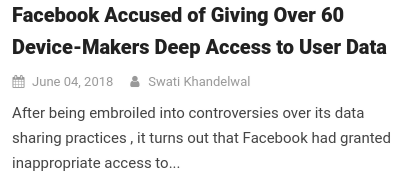 Facebook Accused of Giving Over 60
Device-Makers Deep Access to User Data
June 04, 2018 Swati Khandelwal
After being embroiled into controversies over its data
sharing practices , it turns out that Facebook had granted
inappropriate access to...